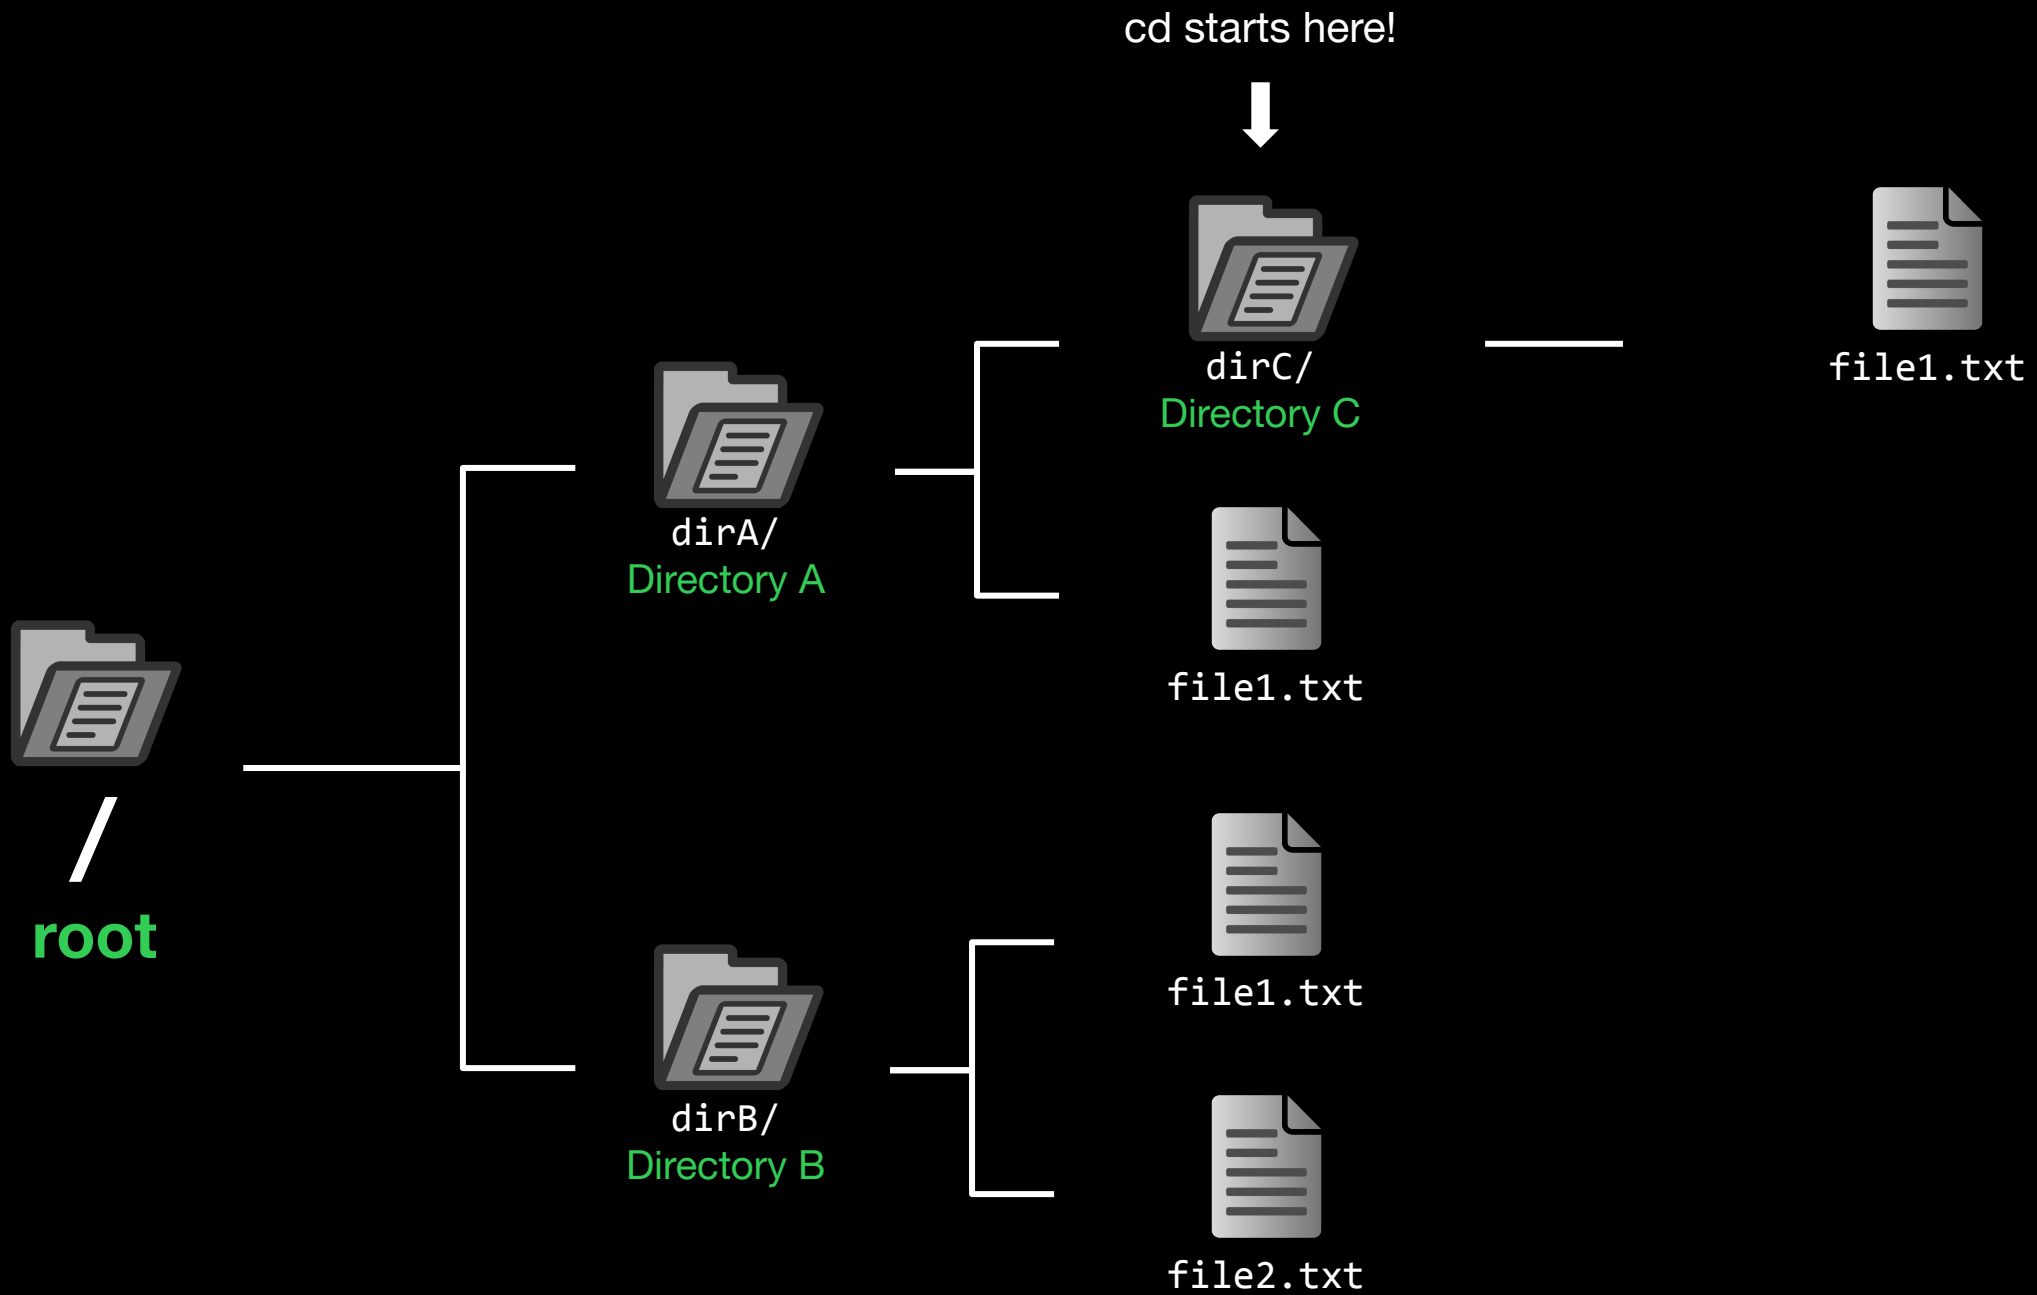 cd starts here!
dirC/
Directory C
file1.txt
dirA/
Directory A
file1.txt
/
root
file1.txt
dirB/
Directory B
file2.txt